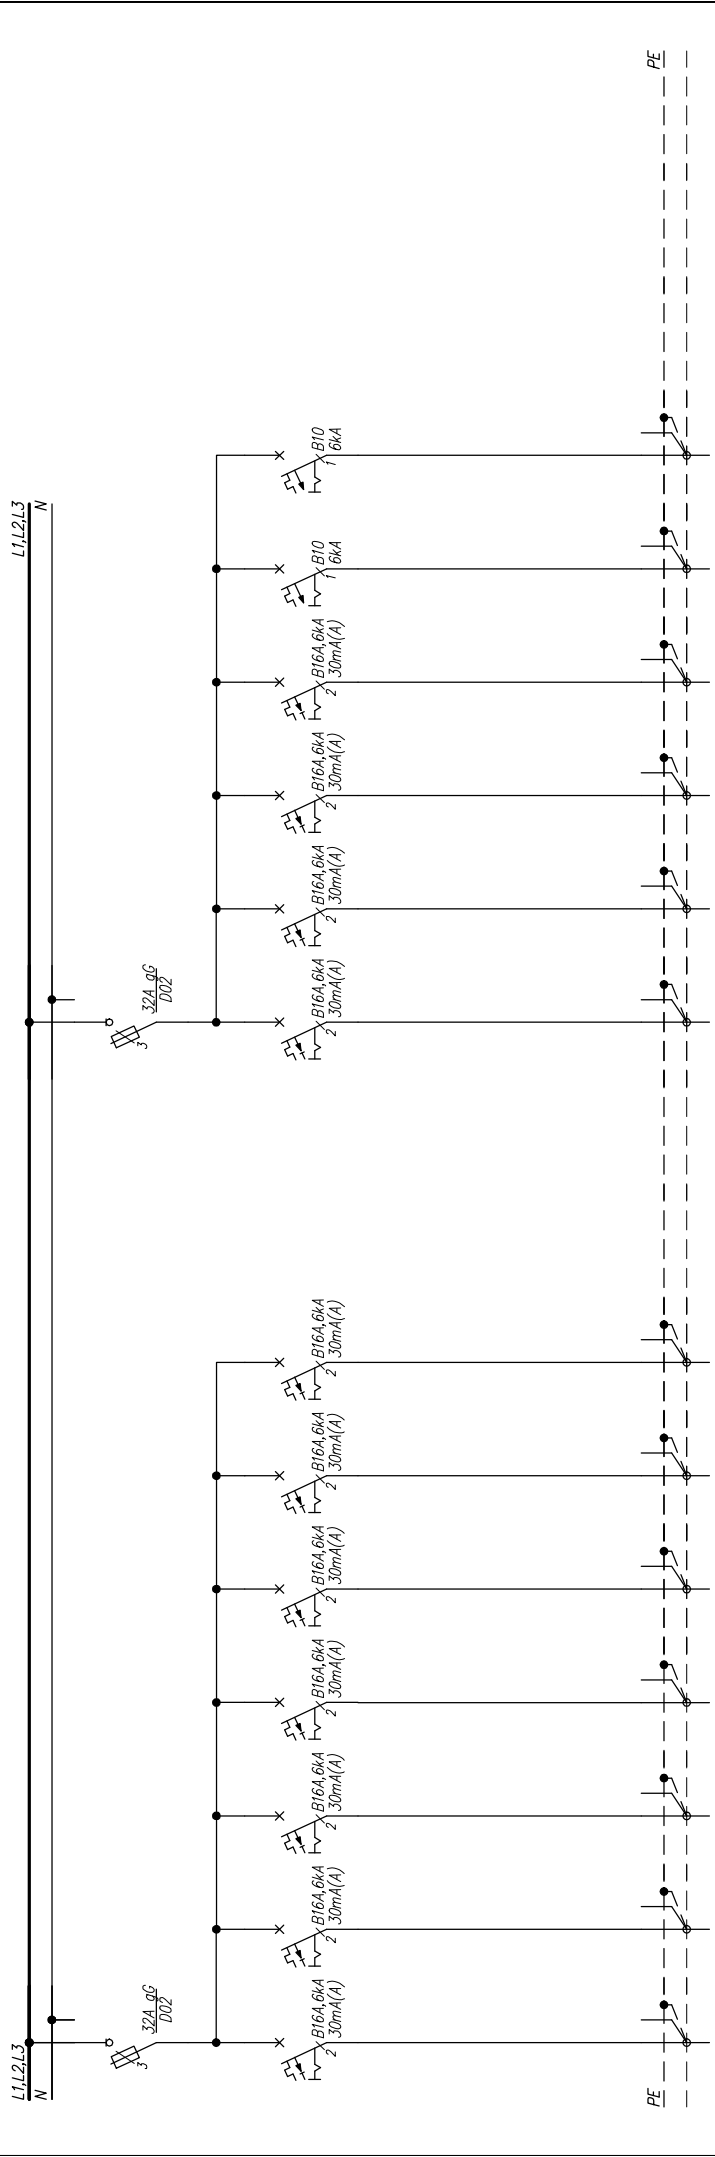 L1,L2,L3
N
PE
32A gG
D02
3
B16A,6kA
30mA(A)
2
B16A,6kA
30mA(A)
2
B16A,6kA
30mA(A)
2
B16A,6kA
30mA(A)
2
B16A,6kA
30mA(A)
2
B16A,6kA
30mA(A)
2
B16A,6kA
30mA(A)
2
32A gG
D02
3
B16A,6kA
30mA(A)
2
B16A,6kA
30mA(A)
2
B16A,6kA
30mA(A)
2
B16A,6kA
30mA(A)
2
B10
6kA
1
B10
6kA
1
L1,L2,L3
N
PE